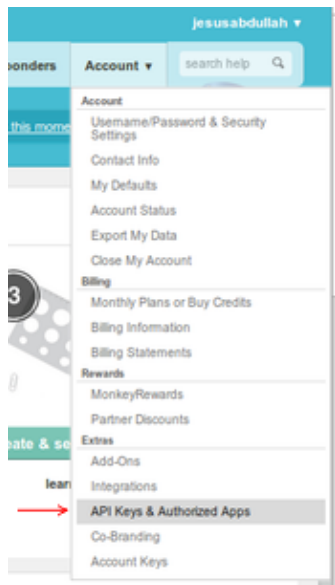 jesusabdullah ▼
ponders
Account ▼
search help
this mome
Account
Username/Password & Security
Settings
Contact Info
My Defaults
Account Status
Export My Data
Close My Account
Billing
3
Monthly Plans or Buy Credits
Billing Information
Billing Statements
Rewards
MonkeyRewards
Partner Discounts
eate & se
Extras
Add-Ons
lear
Integrations
API Keys & Authorized Apps
Co-Branding
Account Keys